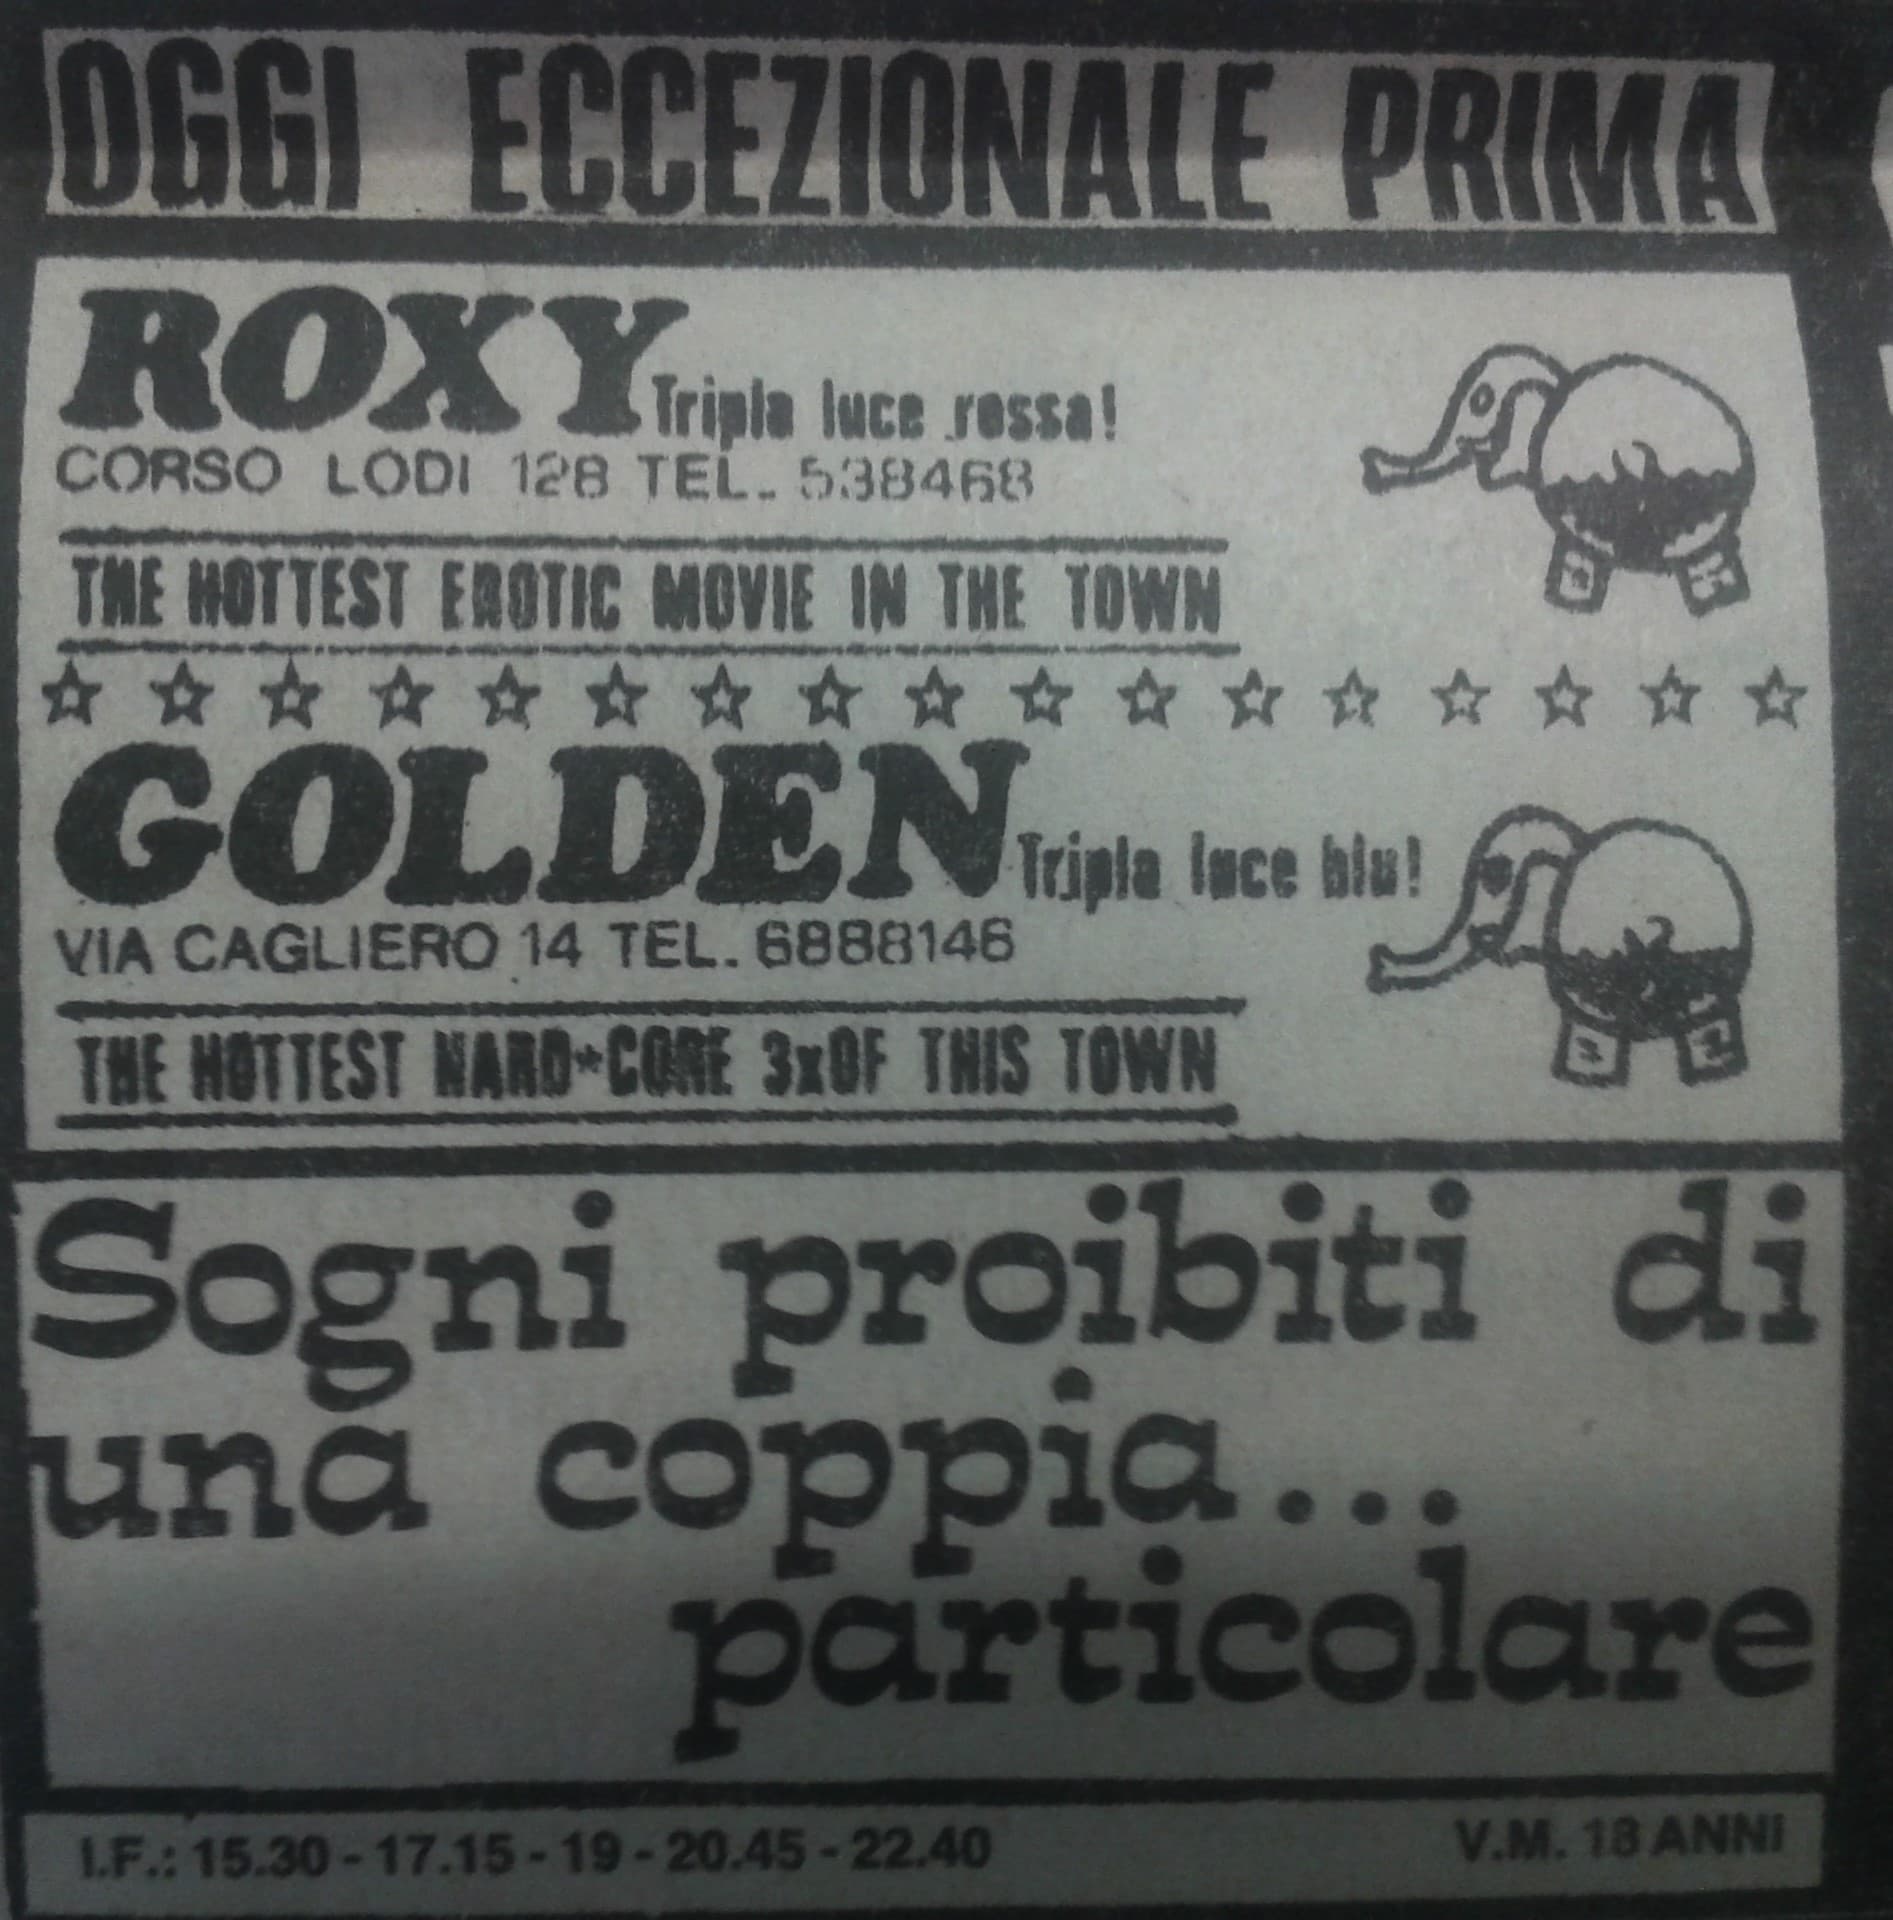 OGGI ECCEZIONALE PRIMA
ROXY Tripla luce rossa!
CORSO LODI 128 TEL. 538468
THE HOTTEST EROTIC MOVIE IN THE TOWN
GOLDEN Tripla luce blu!
VIA CAGLIERO 14 TEL. 6888146
THE HOTTEST HARD*CORE 3xOF THIS TOWN
Sogni proibiti di
una coppia...
particolare
I.F.: 15.30 - 17.15 - 19 - 20.45 - 22.40
V.M. 18 ANNI